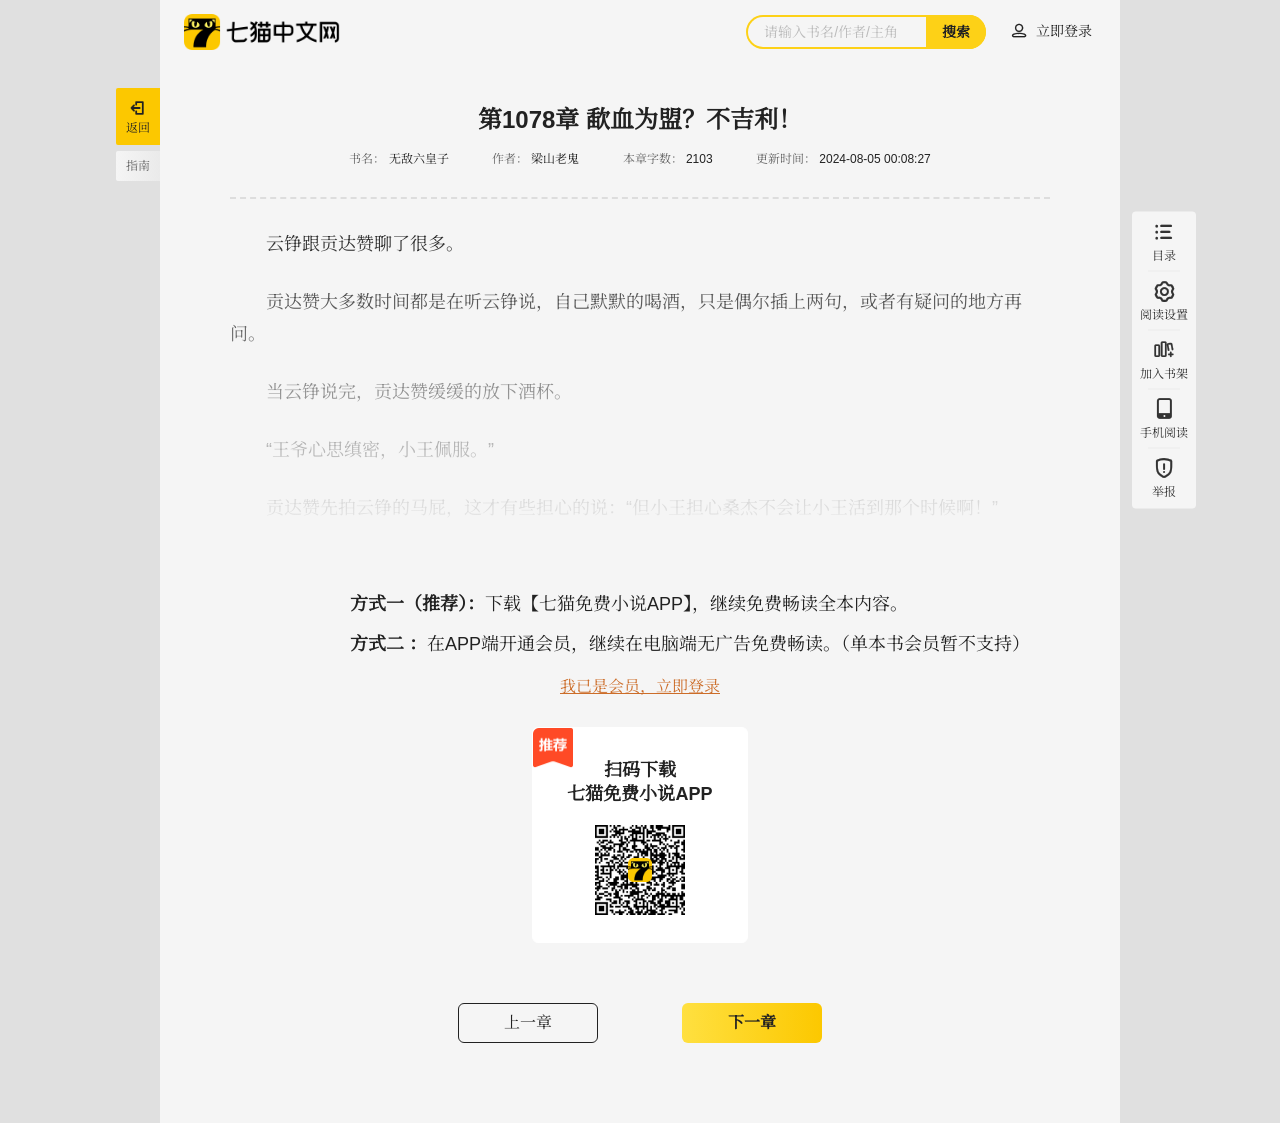 七猫中文网
请输入书名/作者/主角
搜索
立即登录
返回
指南
第1078章 歃血为盟？不吉利！
书名： 无敌六皇子 作者： 梁山老鬼 本章字数： 2103 更新时间： 2024-08-05 00:08:27
云铮跟贡达赞聊了很多。
贡达赞大多数时间都是在听云铮说，自己默默的喝酒，只是偶尔插上两句，或者有疑问的地方再
问。
当云铮说完，贡达赞缓缓的放下酒杯。
“王爷心思缜密，小王佩服。”
贡达赞先拍云铮的马屁，这才有些担心的说：“但小王担心桑杰不会让小王活到那个时候啊！”
目录
阅读设置
加入书架
手机阅读
举报
方式一（推荐）： 下载【七猫免费小说APP】，继续免费畅读全本内容。
方式二 ： 在APP端开通会员，继续在电脑端无广告免费畅读。（单本书会员暂不支持）
我已是会员，立即登录
推荐
扫码下载
七猫免费小说APP
上一章
下一章